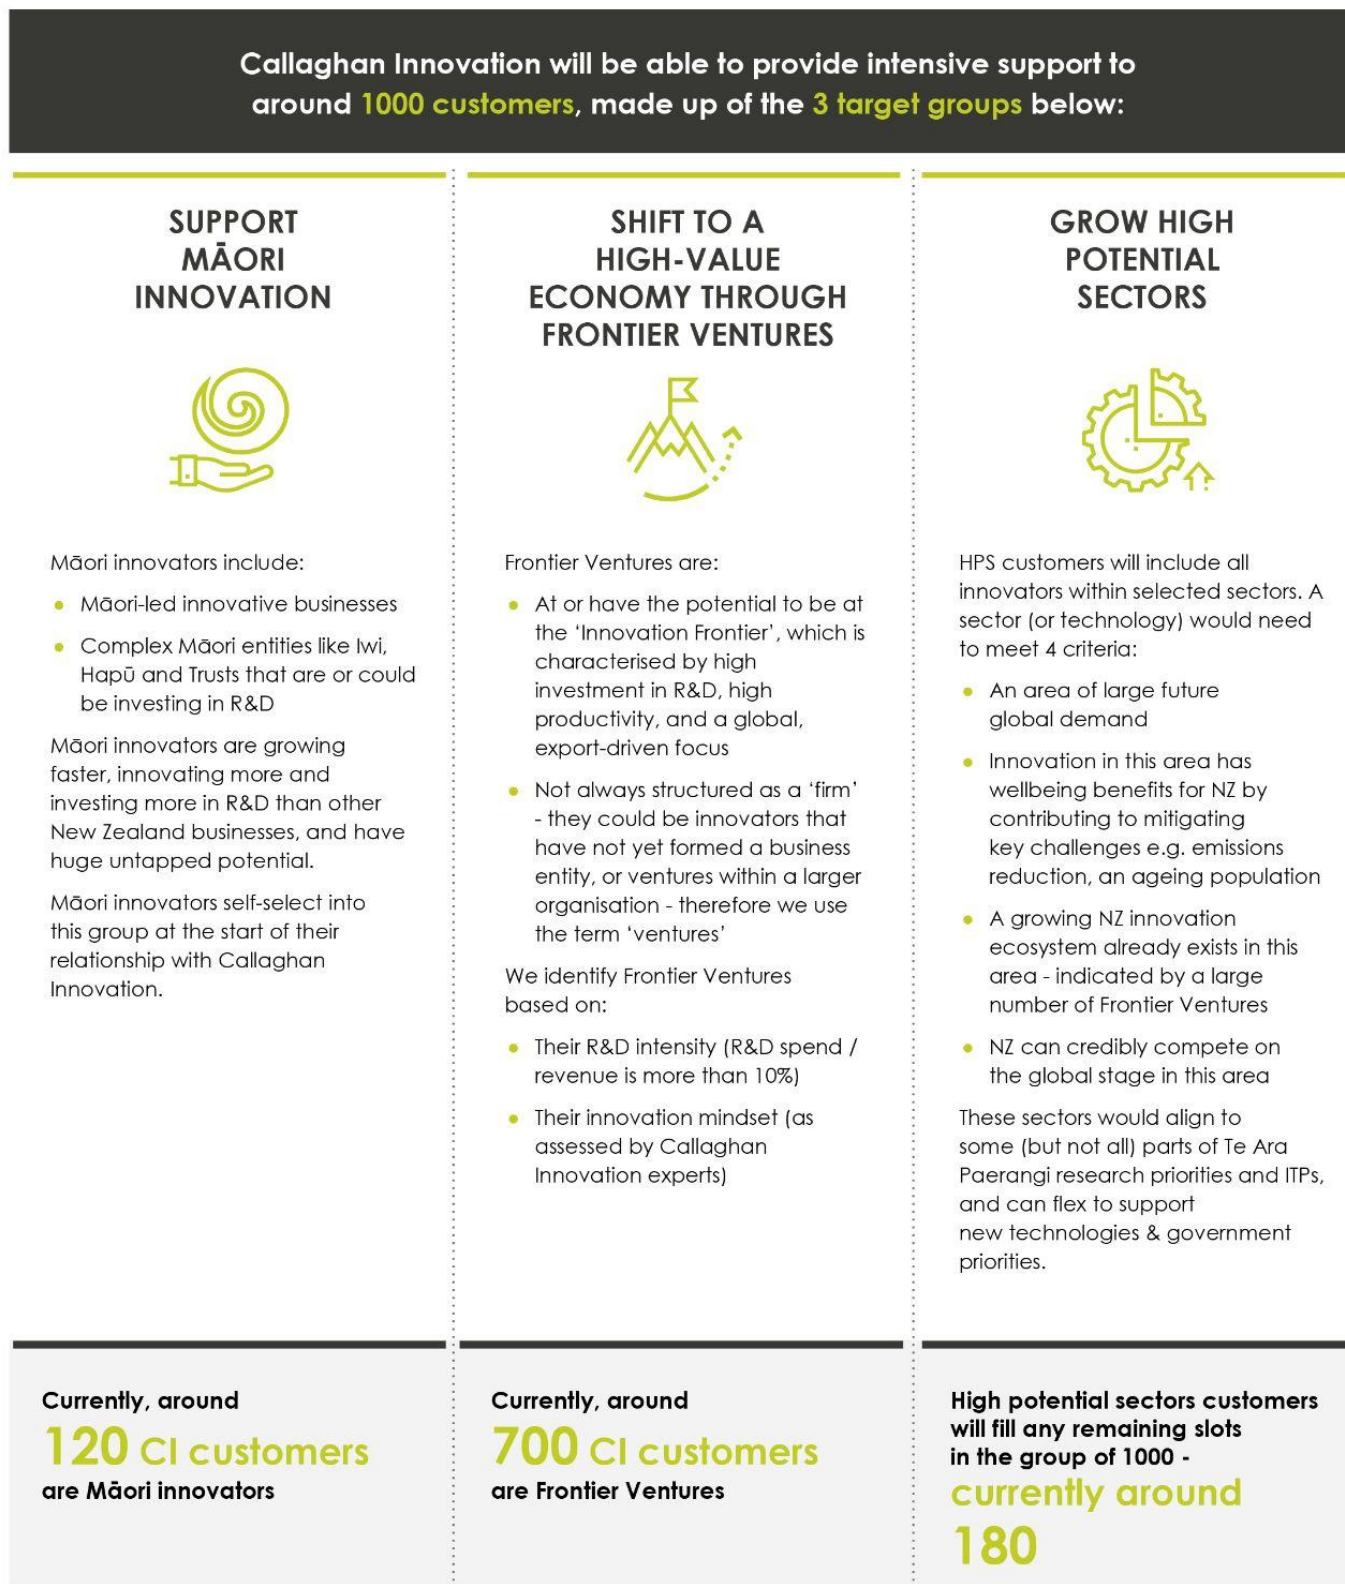 Callaghan Innovation will be able to provide intensive support to
around 1000 customers, made up of the 3 target groups below:
SUPPORT
MĀORI
INNOVATION
Māori innovators include:
• Māori-led innovative businesses
• Complex Māori entities like Iwi,
Hapū and Trusts that are or could
be investing in R&D
Māori innovators are growing
faster, innovating more and
investing more in R&D than other
New Zealand businesses, and have
huge untapped potential.
Māori innovators self-select into
this group at the start of their
relationship with Callaghan
Innovation.
Currently, around
120 CI customers
are Māori innovators
SHIFT TO A
HIGH-VALUE
ECONOMY THROUGH
FRONTIER VENTURES
Frontier Ventures are:
• At or have the potential to be at
the ‘Innovation Frontier’, which is
characterised by high
investment in R&D, high
productivity, and a global,
export-driven focus
• Not always structured as a ‘firm’
- they could be innovators that
have not yet formed a business
entity, or ventures within a larger
organisation - therefore we use
the term ‘ventures’
We identify Frontier Ventures
based on:
• Their R&D intensity (R&D spend /
revenue is more than 10%)
• Their innovation mindset (as
assessed by Callaghan
Innovation experts)
Currently, around
700 CI customers
are Frontier Ventures
GROW HIGH
POTENTIAL
SECTORS
HPS customers will include all
innovators within selected sectors. A
sector (or technology) would need
to meet 4 criteria:
• An area of large future
global demand
• Innovation in this area has
wellbeing benefits for NZ by
contributing to mitigating
key challenges e.g. emissions
reduction, an ageing population
• A growing NZ innovation
ecosystem already exists in this
area - indicated by a large
number of Frontier Ventures
• NZ can credibly compete on
the global stage in this area
These sectors would align to
some (but not all) parts of Te Ara
Paerangi research priorities and ITPs,
and can flex to support
new technologies & government
priorities.
High potential sectors customers
will fill any remaining slots
in the group of 1000 -
currently around
180